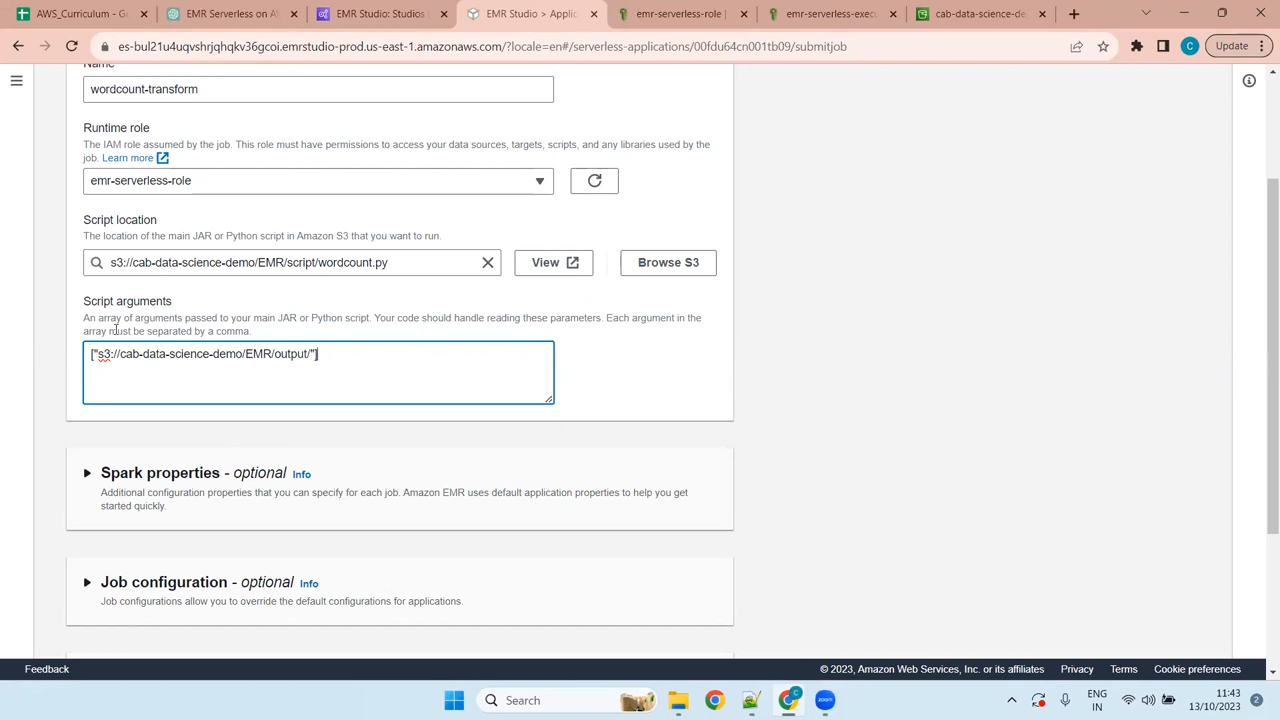 AWS_Curriculum - G
EMR Serverless on A
EMR Studio: Studios
EMR Studio > Applic
emr-serverless-role
emr-serverless-exec
cab-data-science-de
es-bul21u4uqvshrjqhqkv36gcoi.emrstudio-prod.us-east-1.amazonaws.com/?locale=en#/serverless-applications/00fdu64cn001tb09/submitjob
Update
Name
wordcount-transform
Runtime role
The IAM role assumed by the job. This role must have permissions to access your data sources, targets, scripts, and any libraries used by the
job. Learn more
emr-serverless-role
Script location
The location of the main JAR or Python script in Amazon S3 that you want to run.
s3://cab-data-science-demo/EMR/script/wordcount.py
View
Browse S3
Script arguments
An array of arguments passed to your main JAR or Python script. Your code should handle reading these parameters. Each argument in the
array must be separated by a comma.
["s3://cab-data-science-demo/EMR/output/"]
Spark properties - optional Info
Additional configuration properties that you can specify for each job. Amazon EMR uses default application properties to help you get
started quickly.
Job configuration - optional Info
Job configurations allow you to override the default configurations for applications.
Feedback
© 2023, Amazon Web Services, Inc. or its affiliates
Privacy
Terms
Cookie preferences
Search
ENG
IN
11:43
13/10/2023
2